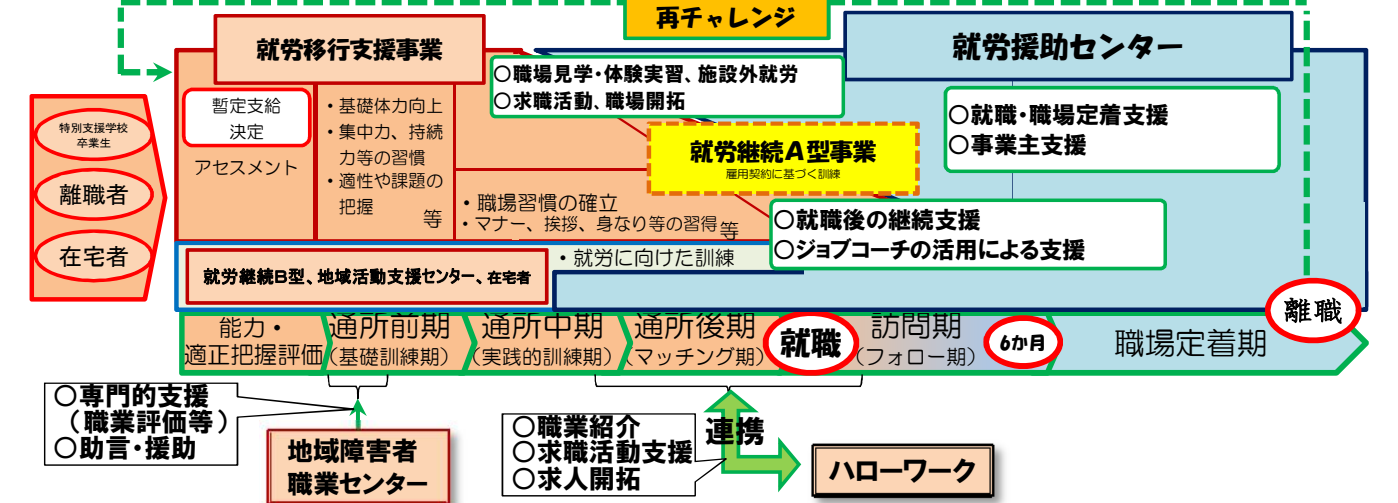 再チャレンジ
就労移行支援事業
就労援助センター
○職場見学・体験実習、施設外就労
○求職活動、職場開拓
特別支援学校
卒業生
離職者
在宅者
暫定支給
決定
アセスメント
・基礎体力向上
・集中力、持続
力等の習慣
・適性や課題の
把握
等
○就職・職場定着支援
○事業主支援
就労継続A型事業
雇用契約に基づく訓練
・職場習慣の確立
・マナー、挨拶、身なり等の習得等
○就職後の継続支援
○ジョブコーチの活用による支援
・就労に向けた訓練
就労継続B型、地域活動支援センター、在宅者
離職
能力・
適正把握評価
通所前期
(基礎訓練期)
通所中期
(実践的訓練期)
通所後期
(マッチング期)
就職
訪問期
(フォロー期)
6か月
職場定着期
○専門的支援
(職業評価等)
○助言・援助
地域障害者
職業センター
○職業紹介
○求職活動支援
○求人開拓
連携
ハローワーク